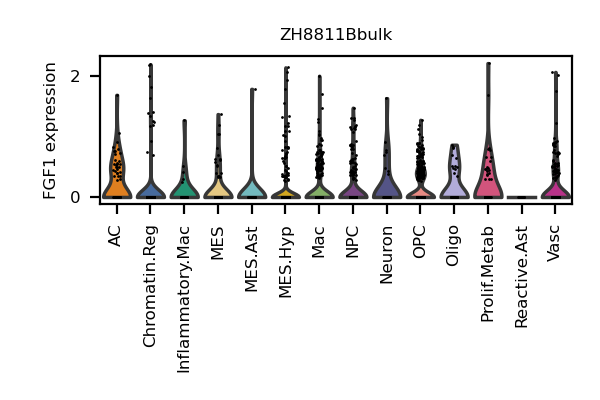 ZH8811Bbulk
FGF1 expression
2
0
AC
Chromatin.Reg
Inflammatory.Mac
MES
MES.Ast
MES.Hyp
Mac
NPC
Neuron
OPC
Oligo
Prolif.Metab
Reactive.Ast
Vasc